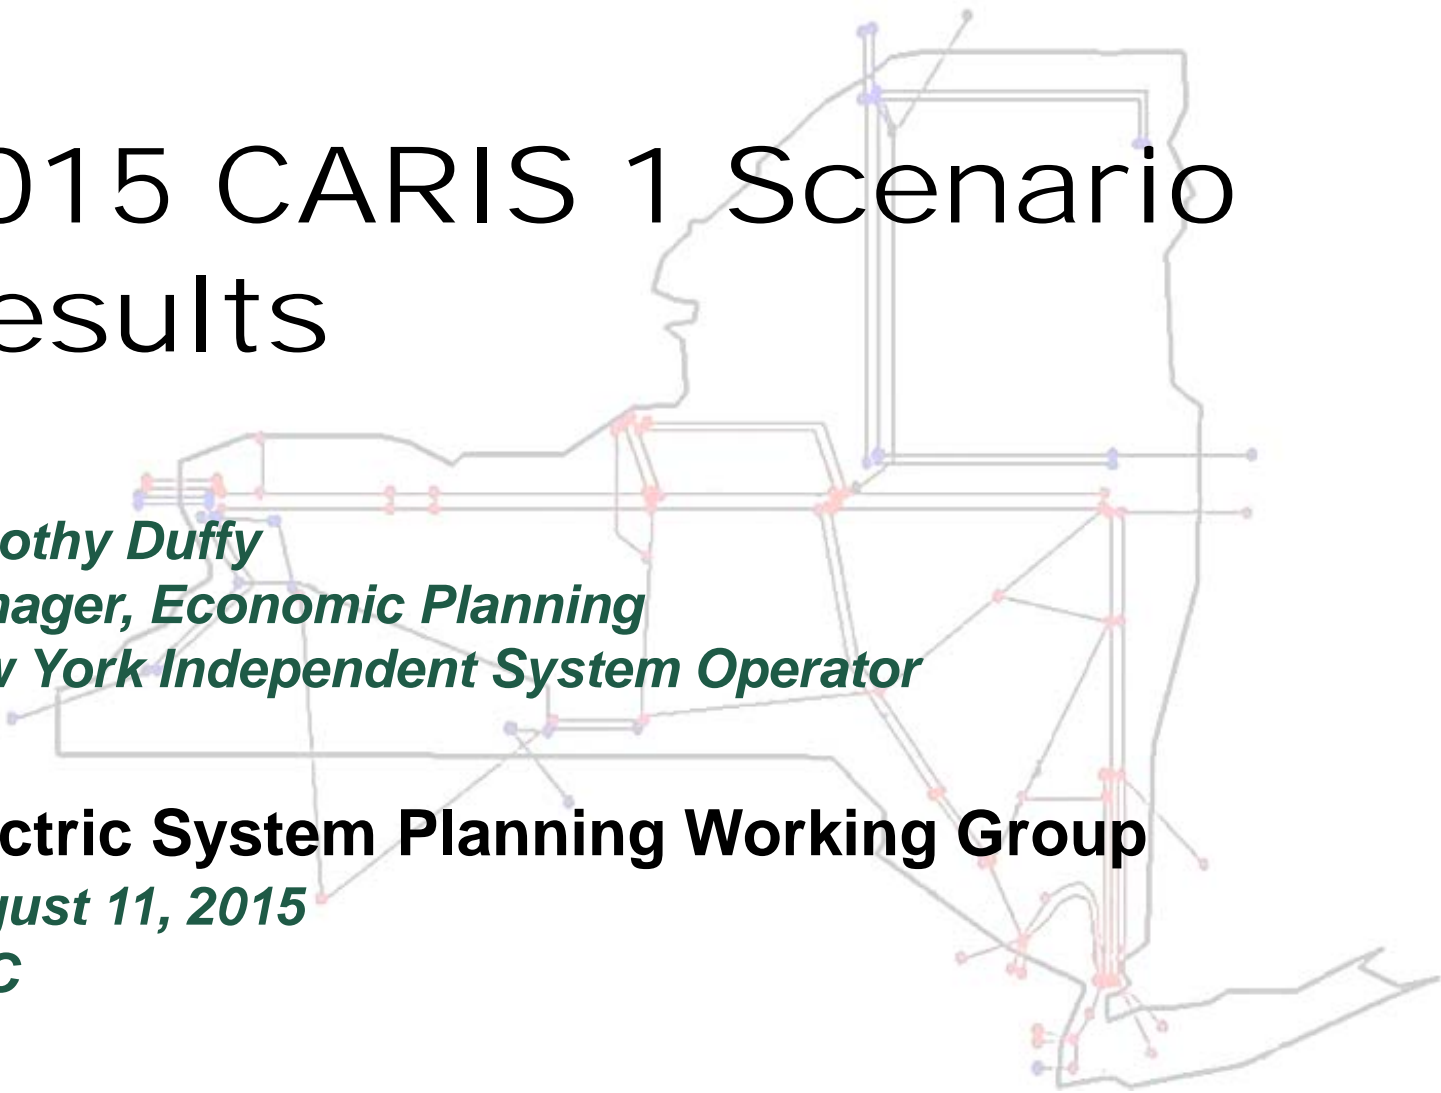 015 CARIS 1 Scenario
esults
othy Duffy
nager, Economic Planning
w York Independent System Operator
ctric System Planning Working Group
gust 11, 2015
C